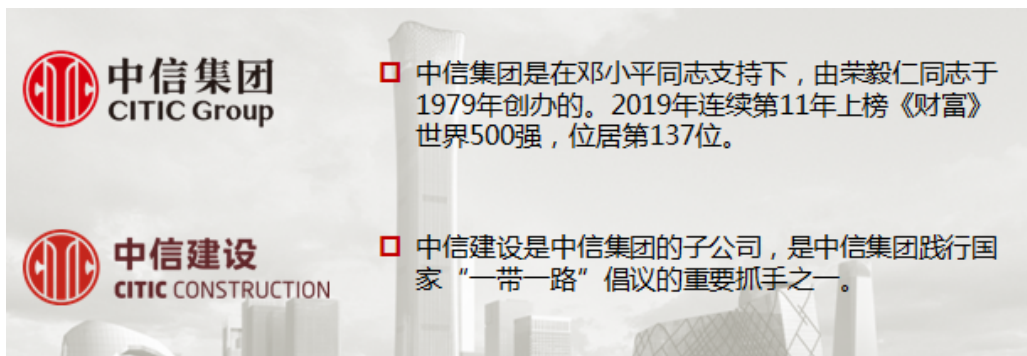 中信集团
CITIC Group
中信集团是在邓小平同志支持下，由荣毅仁同志于
1979年创办的。2019年连续第11年上榜《财富》
世界500强，位居第137位。
中信建设
CITIC CONSTRUCTION
中信建设是中信集团的子公司，是中信集团践行国
家“一带一路”倡议的重要抓手之一。